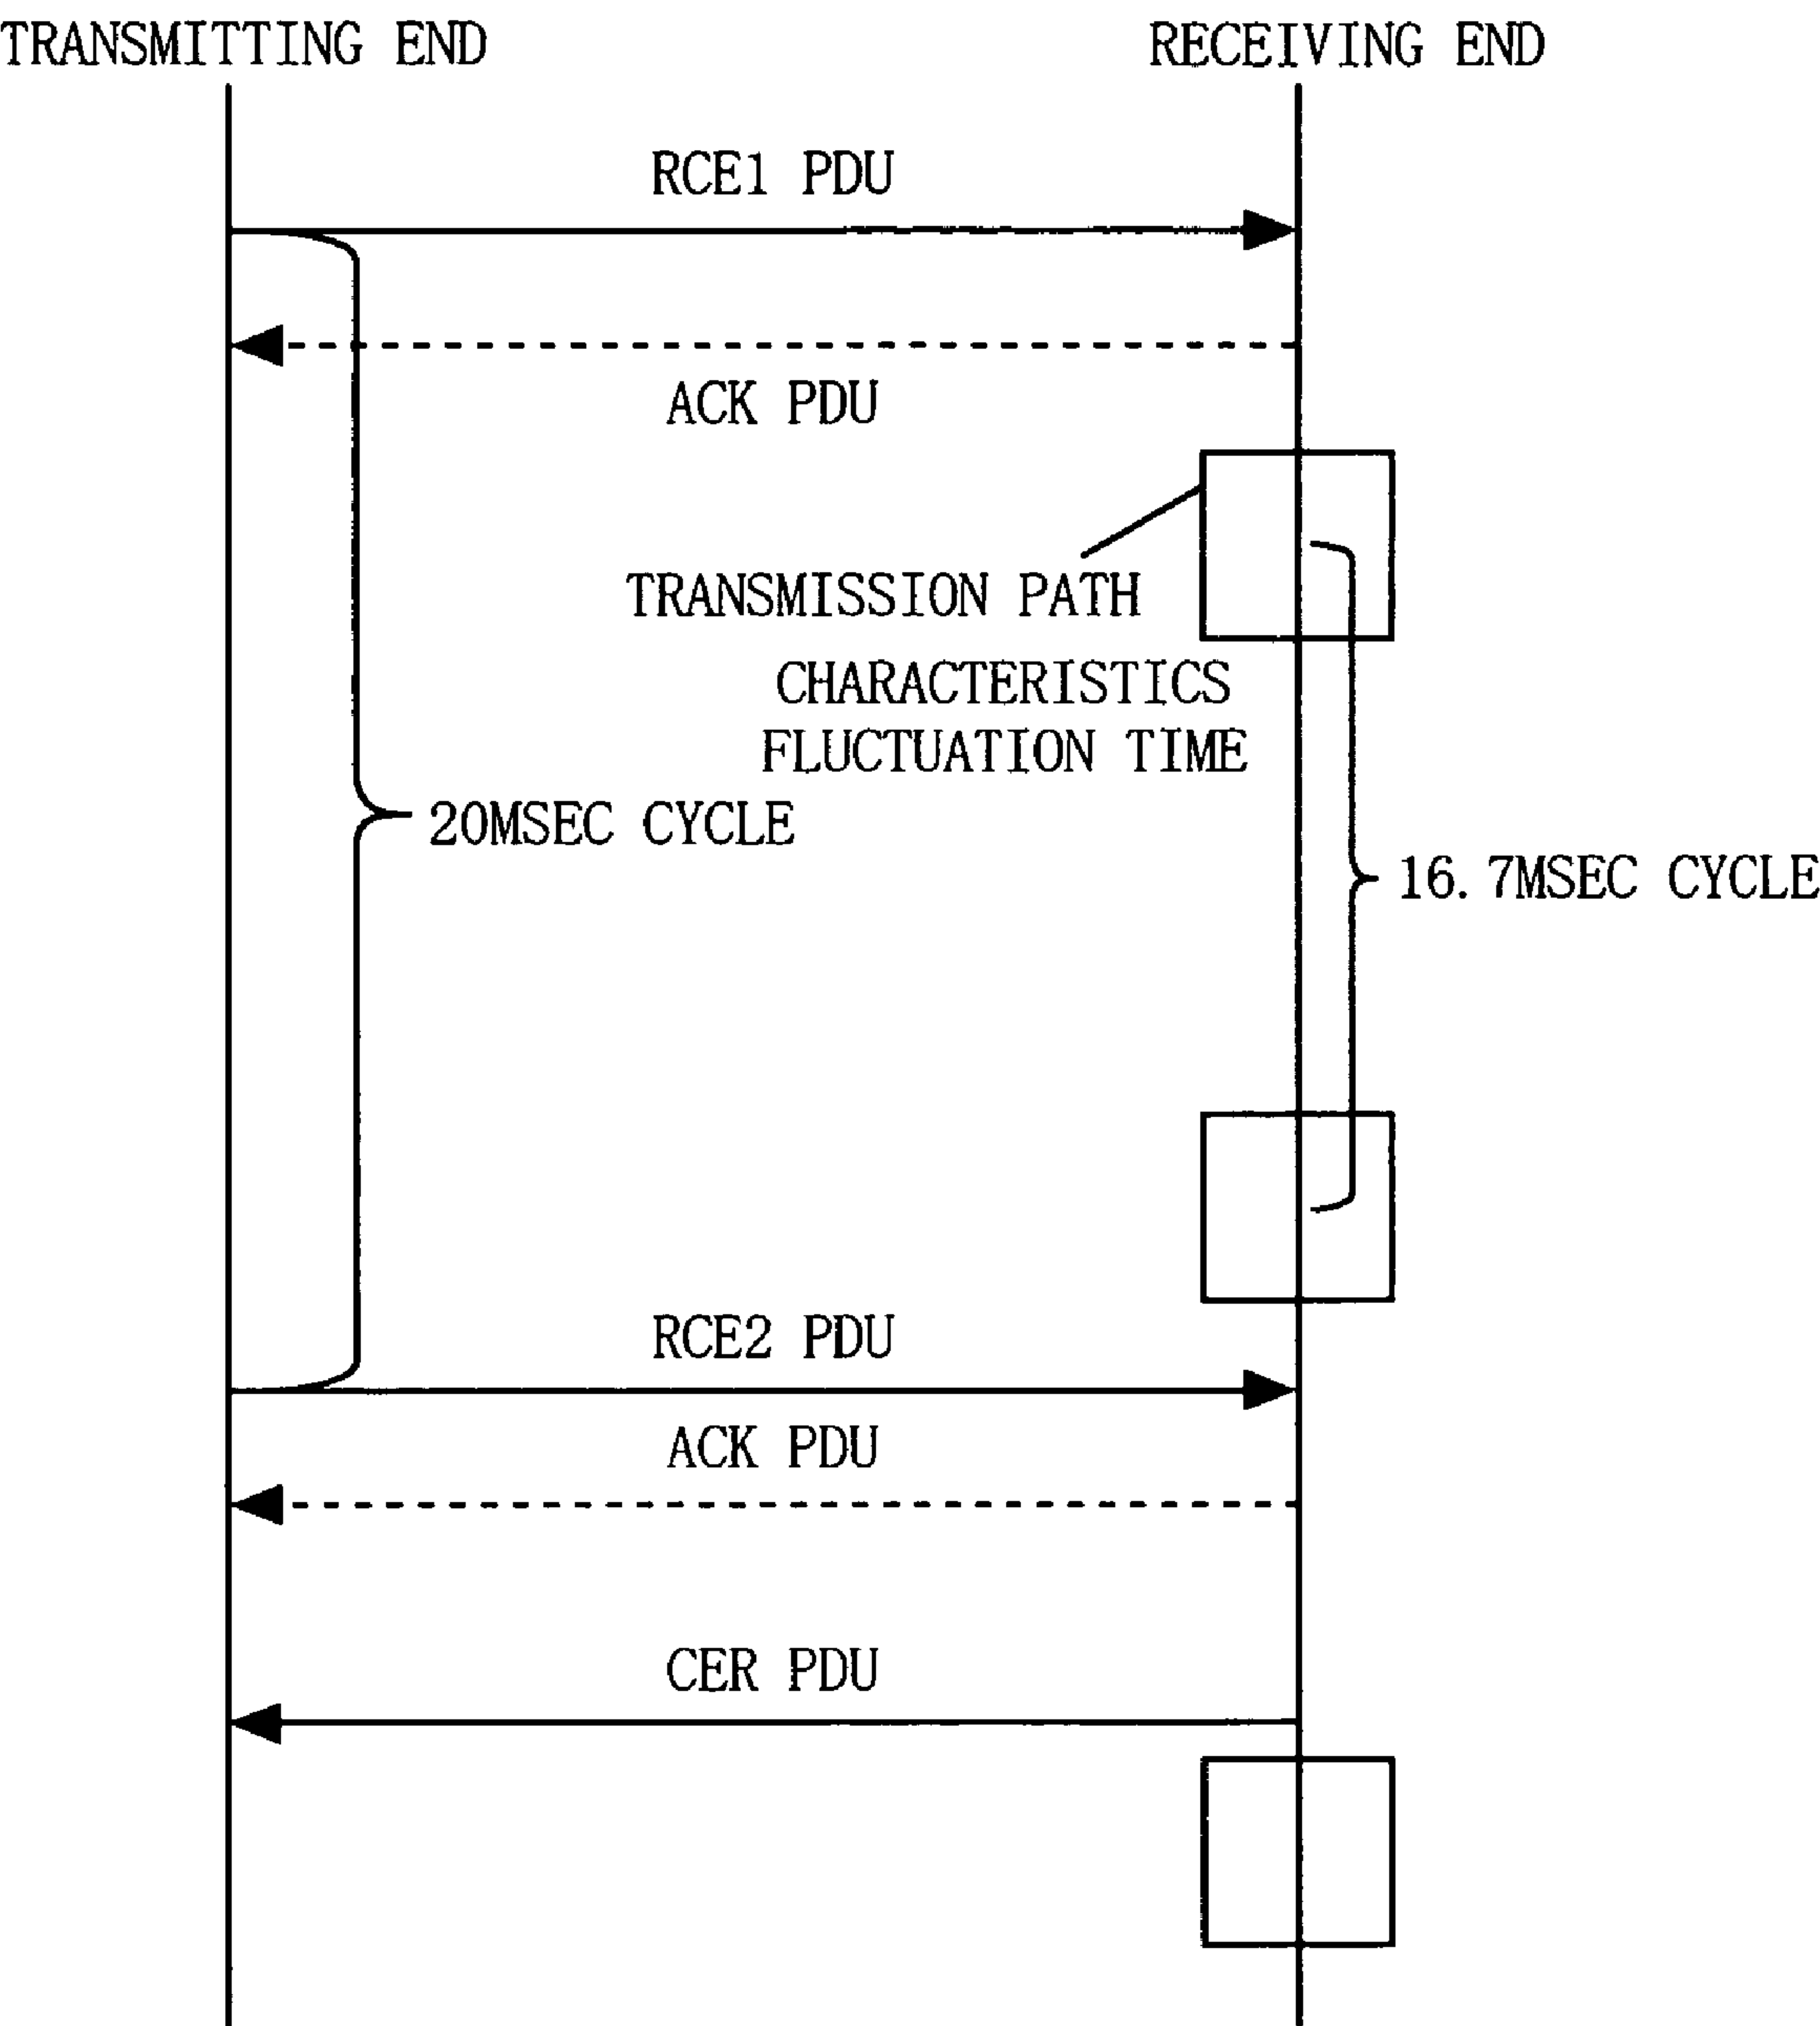 TRANSMITTING END
RECEIVING END
RCE1 PDU
ACK PDU
TRANSMISSION PATH
CHARACTERISTICS
FLUCTUATION TIME
20MSEC CYCLE
16.7MSEC CYCLE
RCE2 PDU
ACK PDU
CER PDU